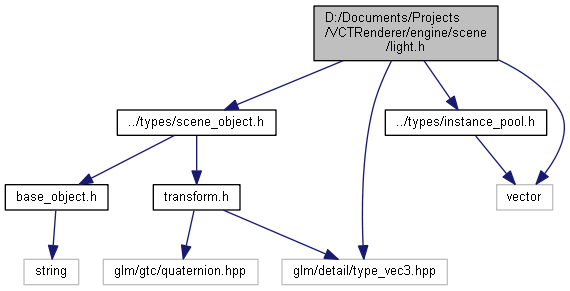 D:/Documents/Projects
/VCTRenderer/engine/scene
/light.h
../types/scene_object.h
../types/instance_pool.h
base_object.h
transform.h
vector
string
glm/gtc/quaternion.hpp
glm/detail/type_vec3.hpp